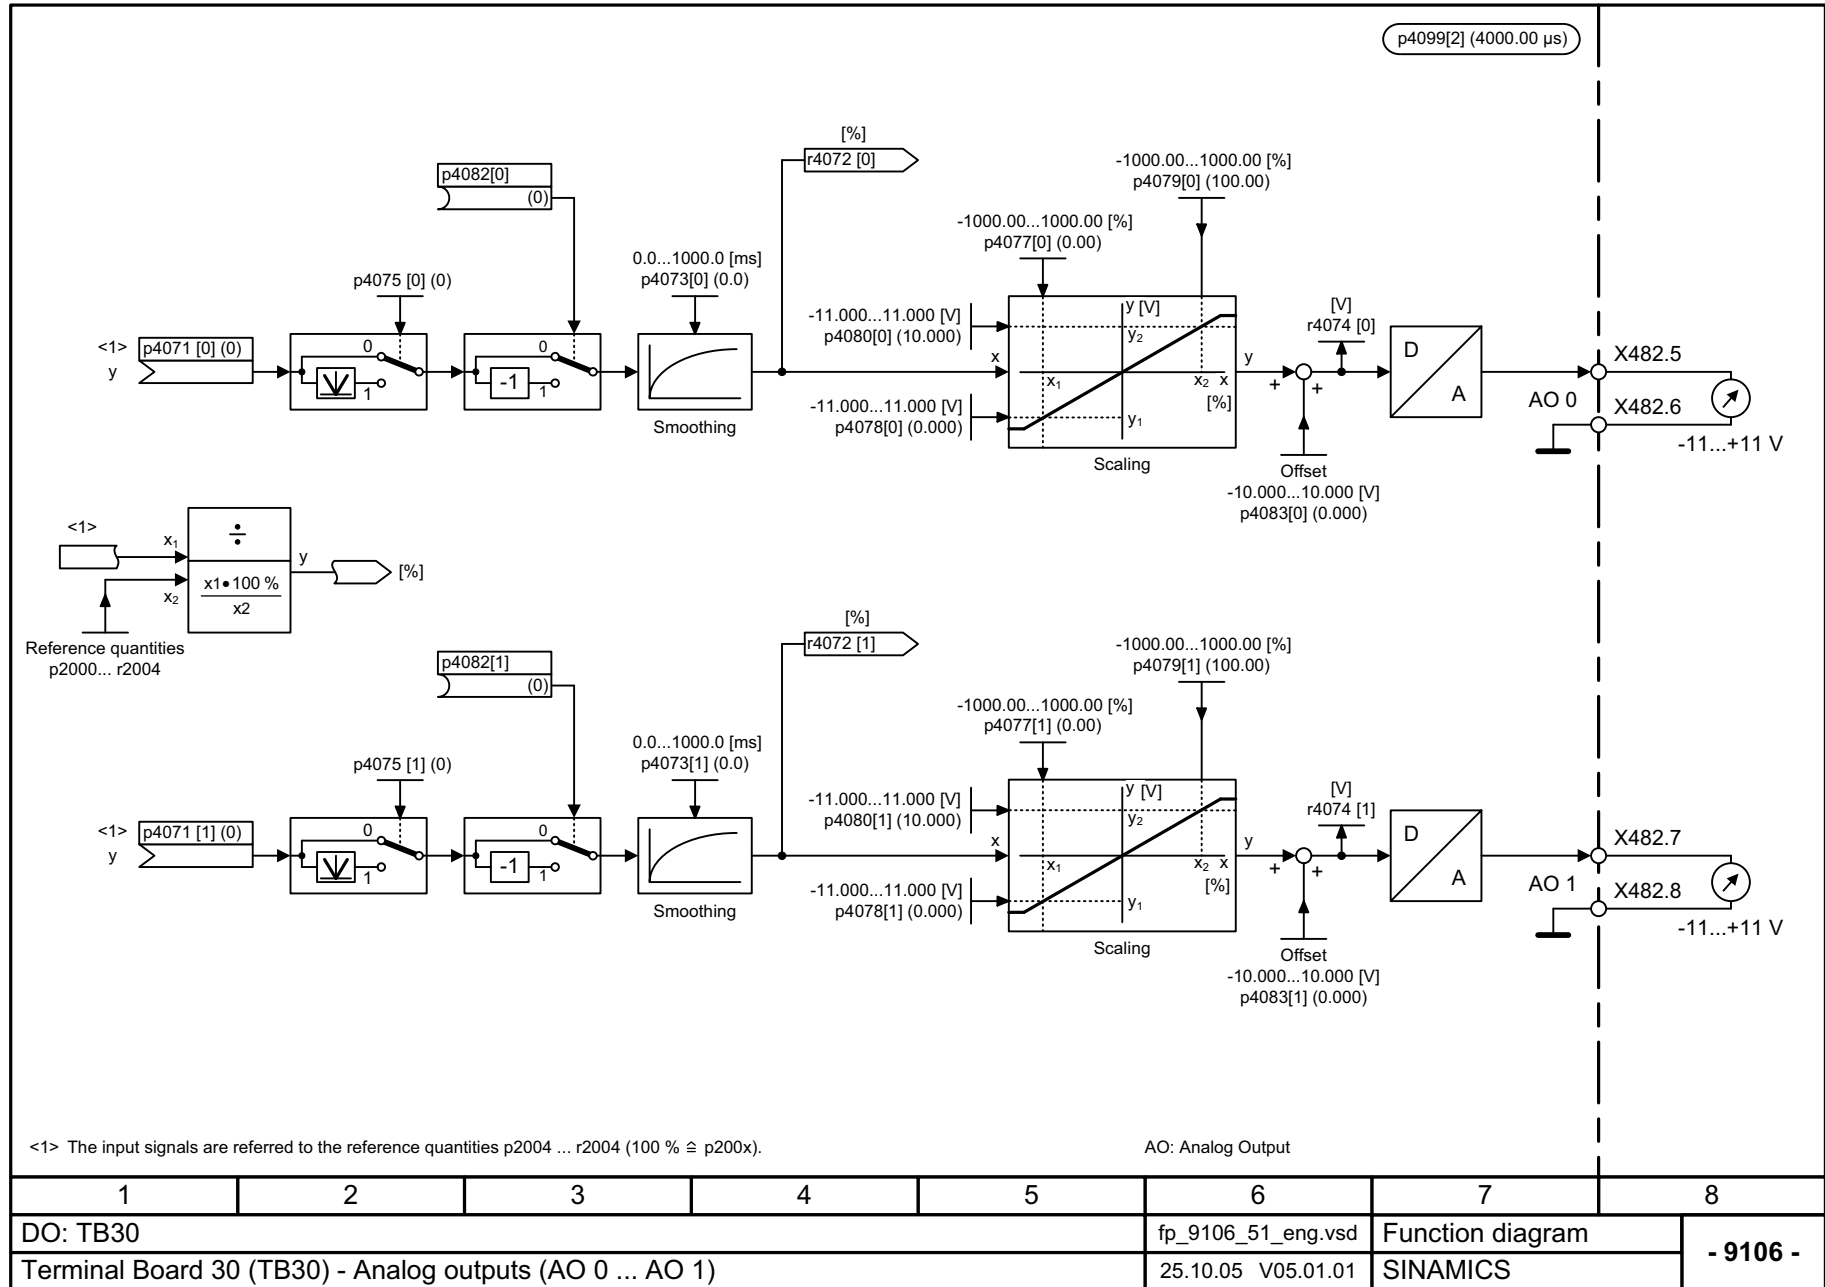 p4099[2] (4000.00 µs)
[%]
r4072 [0]
p4082[0]
(0)
-1000.00...1000.00 [%]
p4079[0] (100.00)
-1000.00...1000.00 [%]
p4077[0] (0.00)
0.0...1000.0 [ms]
p4073[0] (0.0)
p4075 [0] (0)
-11.000...11.000 [V]
p4080[0] (10.000)
y [V]
y2
[V]
r4074 [0]
<1>
y
p4071 [0] (0)
0
1
0
-1
1
Smoothing
x
x1
x2 x
[%]
y
+
+
D
A
X482.5
AO 0
X482.6
-11...+11 V
-11.000...11.000 [V]
p4078[0] (0.000)
y1
Scaling
Offset
-10.000...10.000 [V]
p4083[0] (0.000)
<1>
x1
x2
÷
x1•100 %
x2
y
[%]
Reference quantities
p2000... r2004
[%]
r4072 [1]
p4082[1]
(0)
-1000.00...1000.00 [%]
p4079[1] (100.00)
-1000.00...1000.00 [%]
p4077[1] (0.00)
0.0...1000.0 [ms]
p4073[1] (0.0)
p4075 [1] (0)
-11.000...11.000 [V]
p4080[1] (10.000)
y [V]
y2
[V]
r4074 [1]
<1>
y
p4071 [1] (0)
0
1
0
-1
1
Smoothing
x
x1
x2 x
[%]
y
+
+
D
A
X482.7
AO 1
X482.8
-11...+11 V
-11.000...11.000 [V]
p4078[1] (0.000)
y1
Scaling
Offset
-10.000...10.000 [V]
p4083[1] (0.000)
<1> The input signals are referred to the reference quantities p2004 ... r2004 (100 % ≙ p200x).
AO: Analog Output
1 2 3 4 5 6 7 8
DO: TB30
fp_9106_51_eng.vsd
Function diagram
- 9106 -
Terminal Board 30 (TB30) - Analog outputs (AO 0 ... AO 1)
25.10.05 V05.01.01
SINAMICS